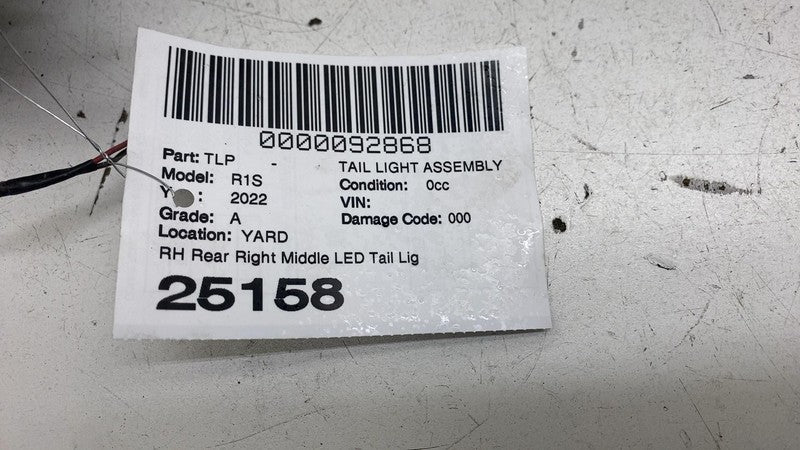 0000092868
Part: TLP - TAIL LIGHT ASSEMBLY
Model: R1S Condition: 0cc
Y : 2022 VIN:
Grade: A Damage Code: 000
Location: YARD
RH Rear Right Middle LED Tail Lig
25158